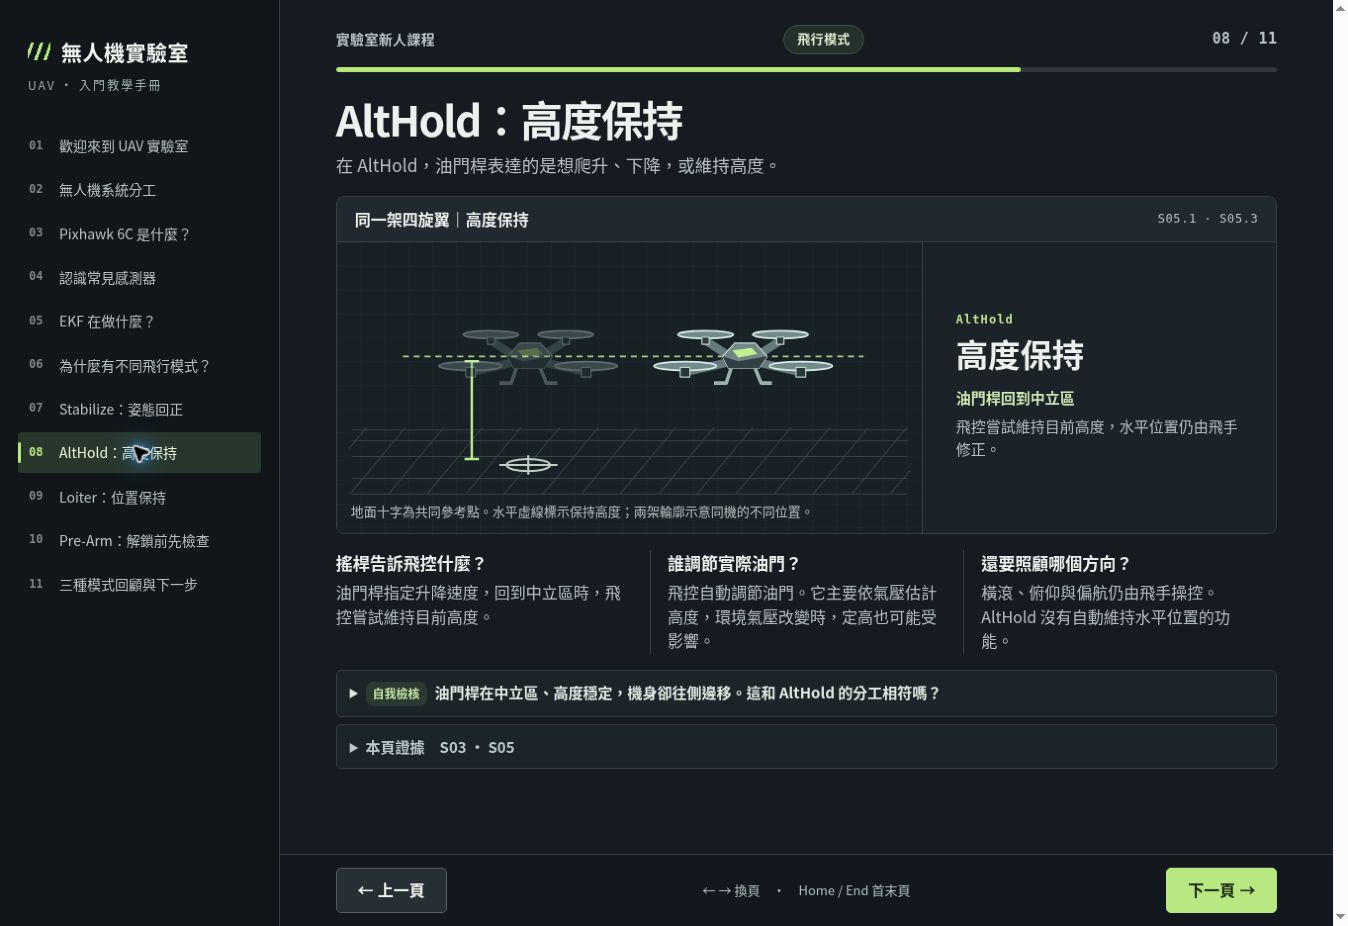 /// 無人機實驗室
UAV ・ 入門教學手冊
01 歡迎來到 UAV 實驗室
02 無人機系統分工
03 Pixhawk 6C 是什麼？
04 認識常見感測器
05 EKF 在做什麼？
06 為什麼有不同飛行模式？
07 Stabilize：姿態回正
08 AltHold：高度保持
09 Loiter：位置保持
10 Pre-Arm：解鎖前先檢查
11 三種模式回顧與下一步
實驗室新人課程
飛行模式
08 / 11
AltHold：高度保持
在 AltHold，油門桿表達的是想爬升、下降，或維持高度。
同一架四旋翼｜高度保持
S05.1 · S05.3
AltHold
高度保持
油門桿回到中立區
飛控嘗試維持目前高度，水平位置仍由飛手
修正。
地面十字為共同參考點。水平虛線標示保持高度；兩架輪廓示意同機的不同位置。
搖桿告訴飛控什麼？
油門桿指定升降速度，回到中立區時，飛
控嘗試維持目前高度。
誰調節實際油門？
飛控自動調節油門。它主要依氣壓估計
高度，環境氣壓改變時，定高也可能受
影響。
還要照顧哪個方向？
橫滾、俯仰與偏航仍由飛手操控。
AltHold 沒有自動維持水平位置的功
能。
▶ 自我檢核 油門桿在中立區、高度穩定，機身卻往側邊移。這和 AltHold 的分工相符嗎？
▶ 本頁證據 S03 · S05
← 上一頁
←→ 換頁 · Home / End 首末頁
下一頁 →